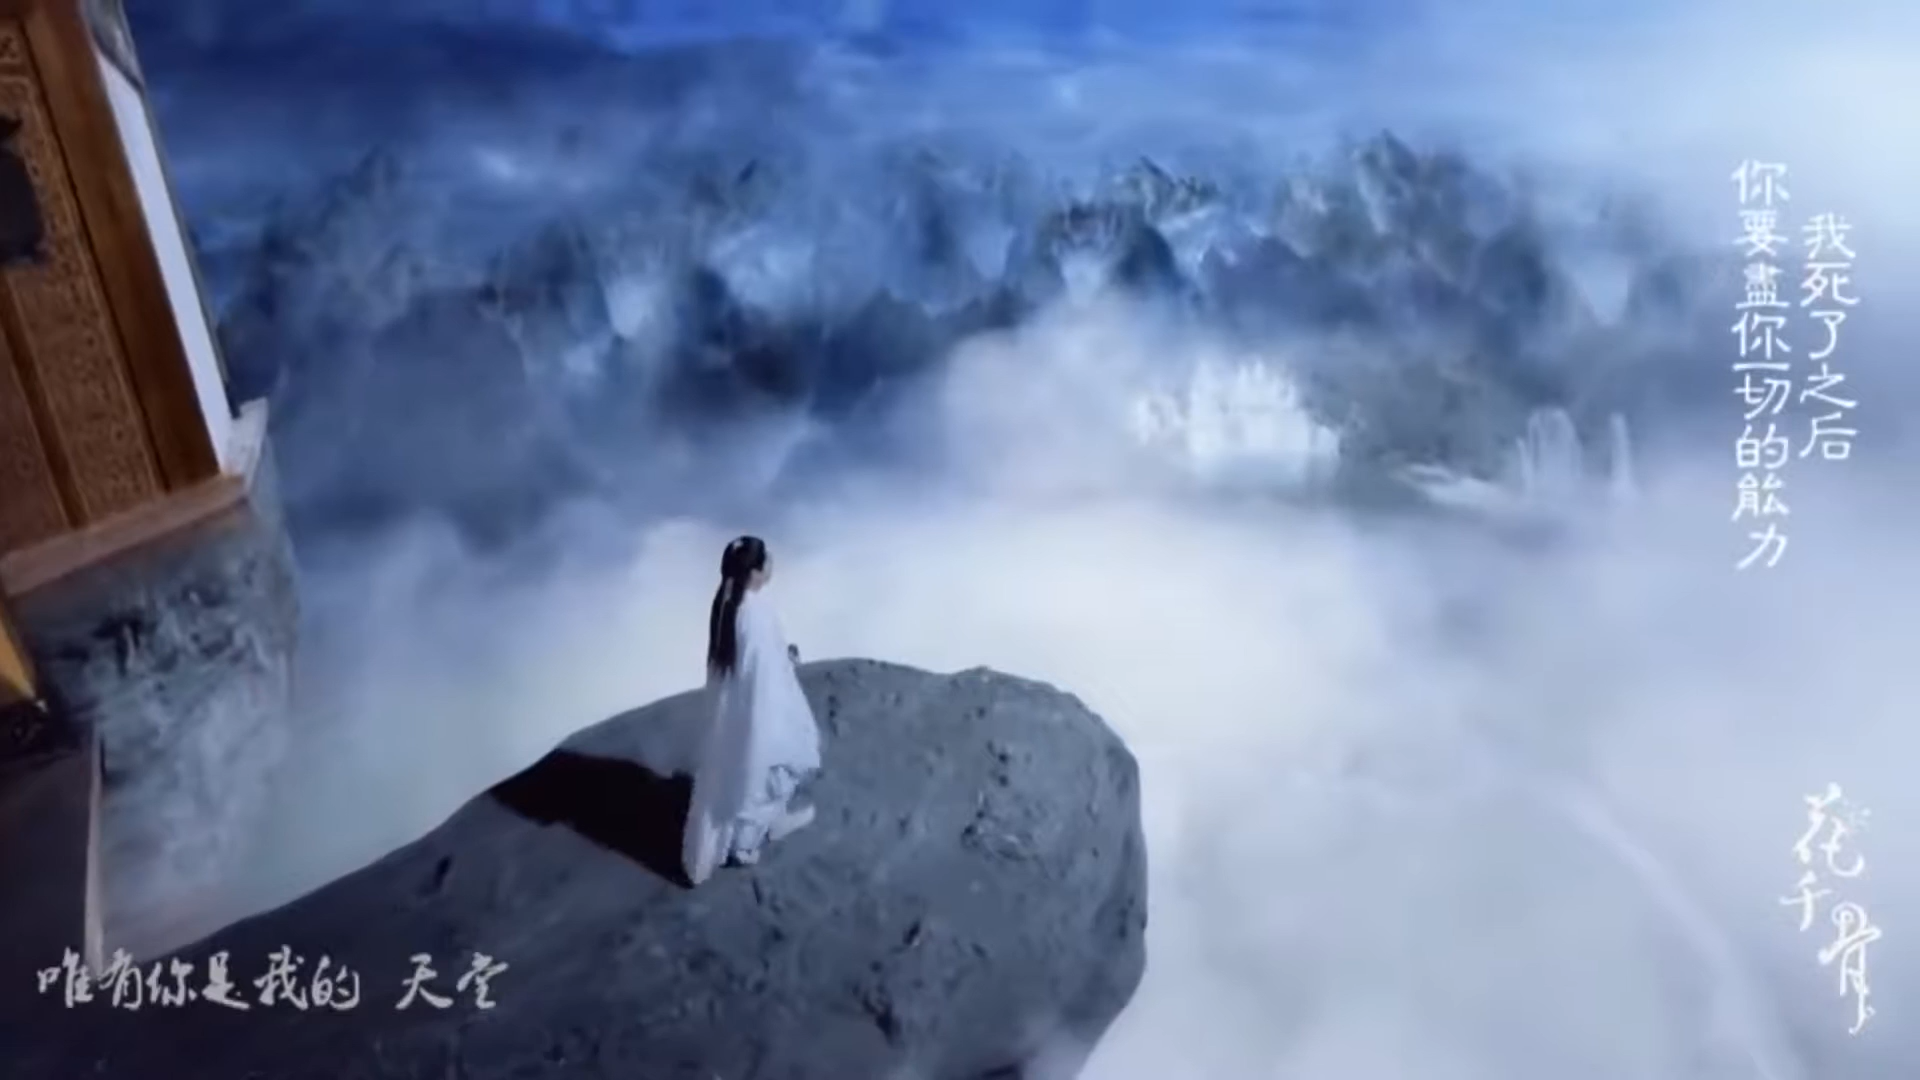 我死了之后
你要盡你一切的能力
花千骨
唯有你是我的 天堂